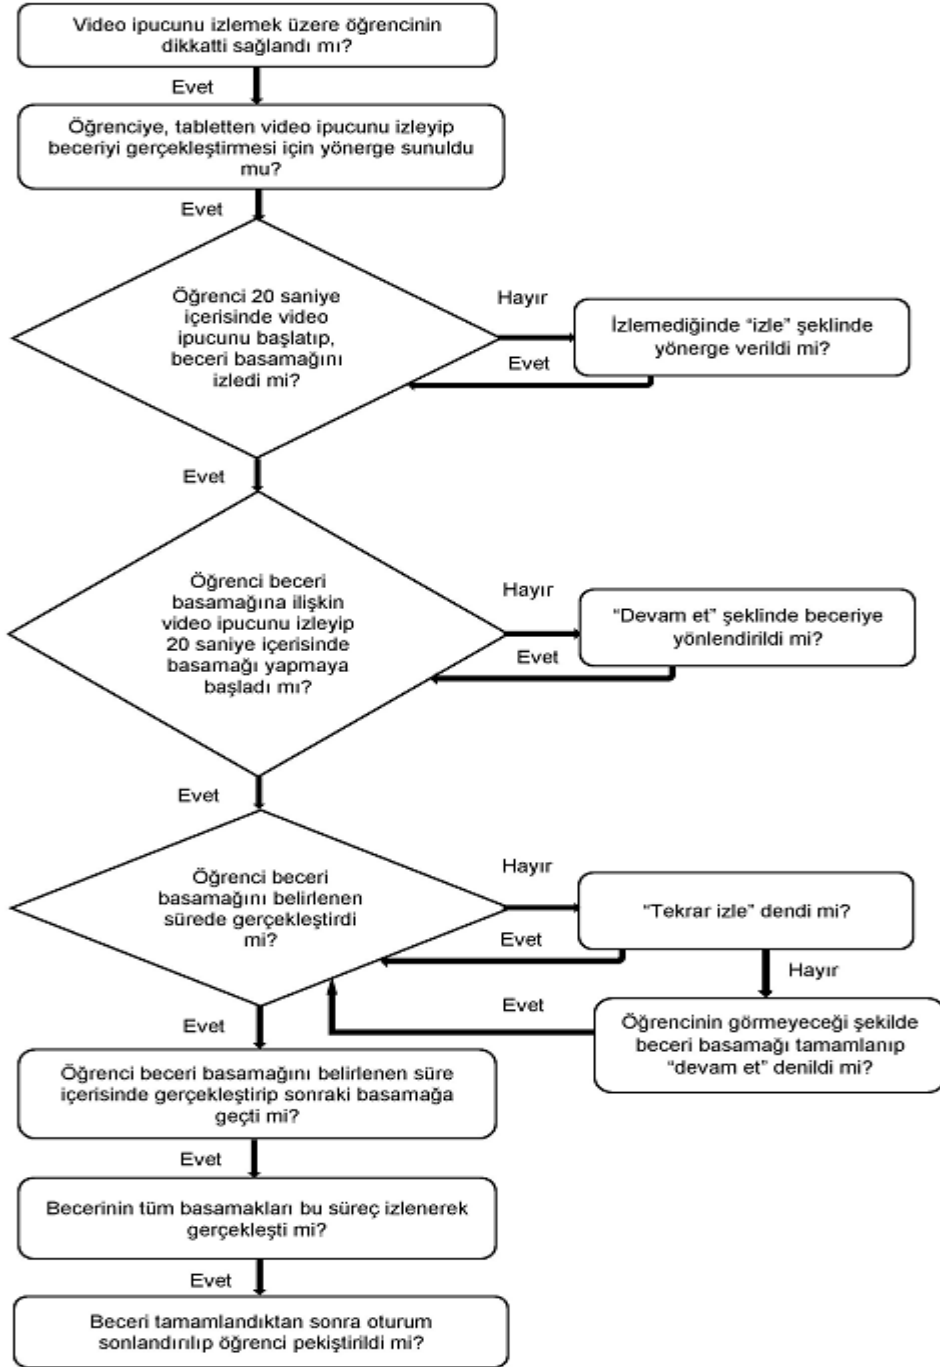 Video ipucunu izlemek üzere öğrencinin
dikkatti sağlandı mı?
Evet
Öğrenciye, tabletten video ipucunu izleyip
beceriyi gerçekleştirmesi için yönerge sunuldu
mu?
Evet
Öğrenci 20 saniye
içerisinde video
ipucunu başlatıp,
beceri basamağını
izledi mi?
Hayır
İzlemediğinde “izle” şeklinde
yönerge verildi mi?
Evet
Evet
Öğrenci beceri
basamağına ilişkin
video ipucunu izleyip
20 saniye içerisinde
basamağı yapmaya
başladı mı?
Hayır
“Devam et” şeklinde beceriye
yönlendirildi mi?
Evet
Evet
Öğrenci beceri
basamağını belirlenen
sürede gerçekleştirdi
mi?
Hayır
“Tekrar izle” dendi mi?
Evet
Hayır
Öğrencinin görmeyeceği şekilde
beceri basamağı tamamlanıp
“devam et” denildi mi?
Evet
Evet
Öğrenci beceri basamağını belirlenen süre
içerisinde gerçekleştirip sonraki basamağa
geçti mi?
Evet
Becerinin tüm basamakları bu süreç izlenerek
gerçekleşti mi?
Evet
Beceri tamamlandıktan sonra oturum
sonlandırılıp öğrenci pekiştirildi mi?